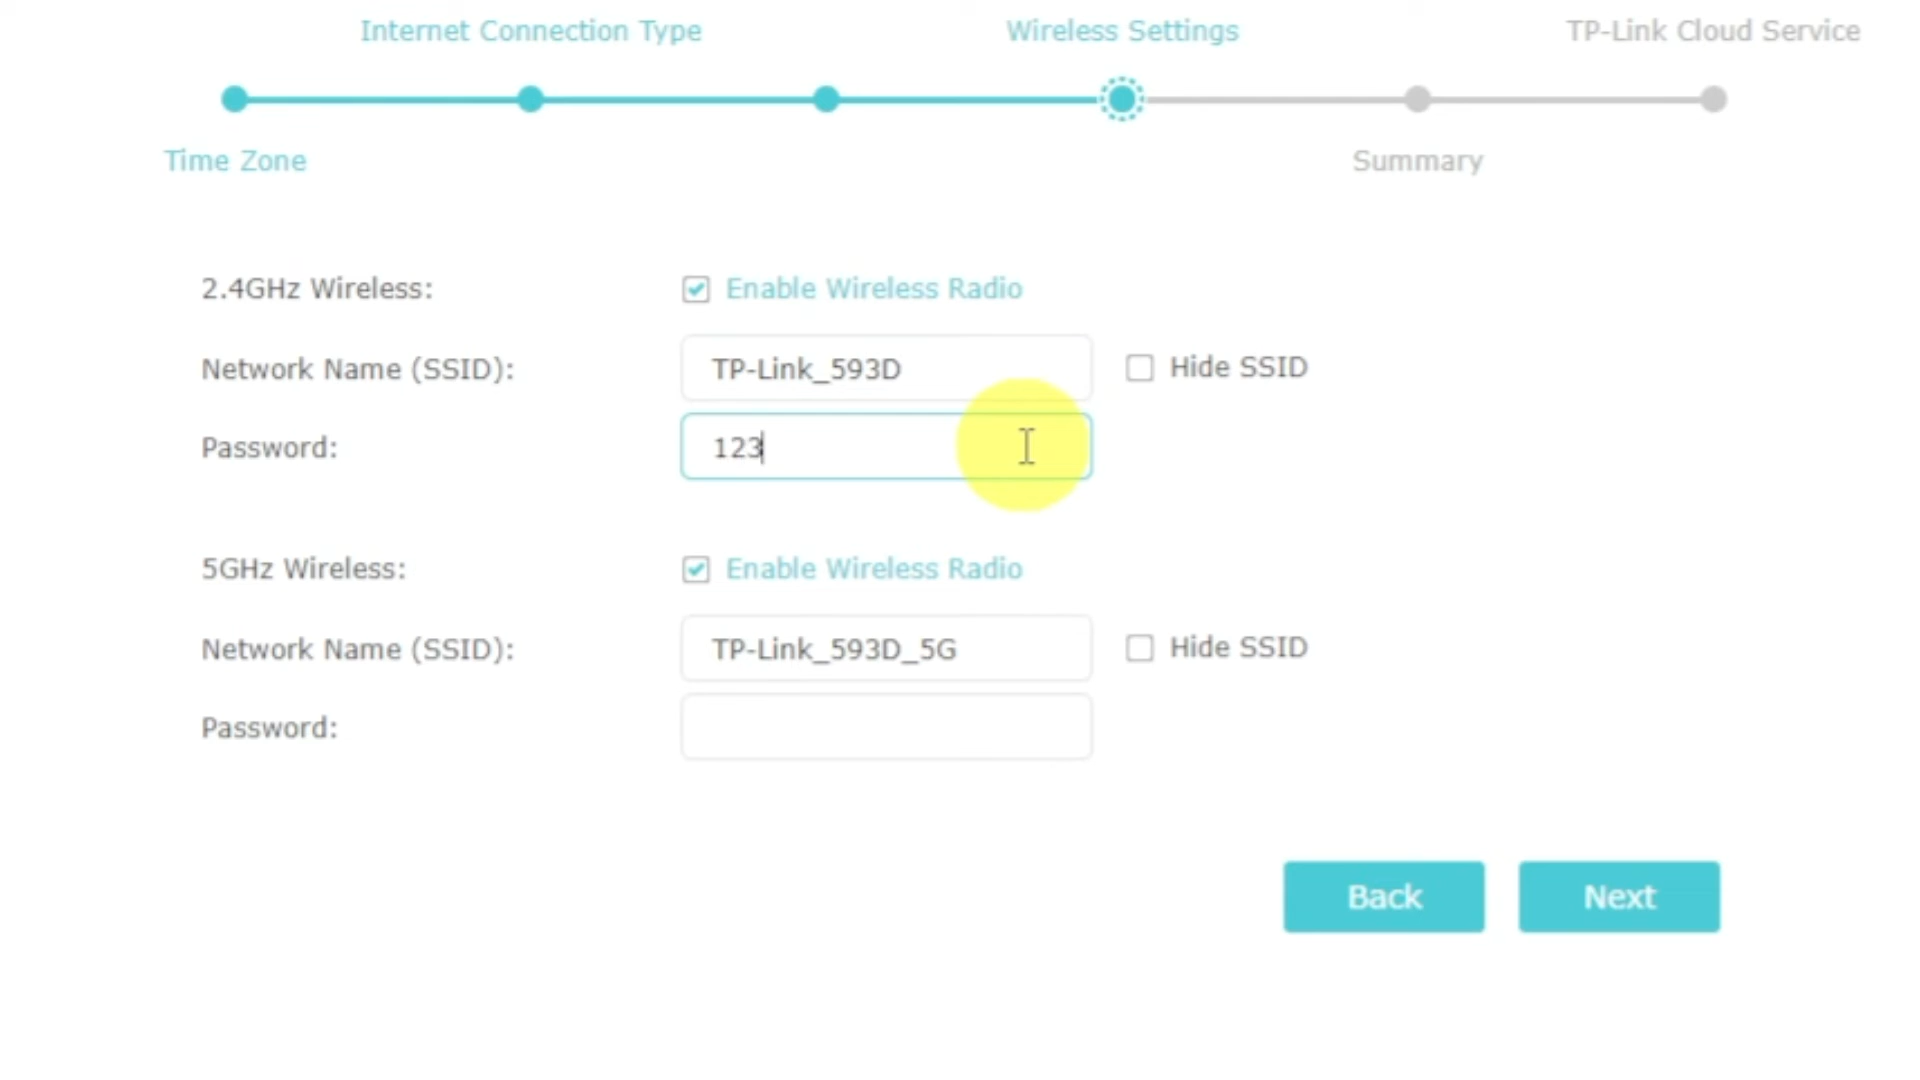 Internet Connection Type
Wireless Settings
TP-Link Cloud Service
Time Zone
Summary
2.4GHz Wireless:
Enable Wireless Radio
Network Name (SSID):
TP-Link_593D
Hide SSID
Password:
123
5GHz Wireless:
Enable Wireless Radio
Network Name (SSID):
TP-Link_593D_5G
Hide SSID
Password:
Back
Next